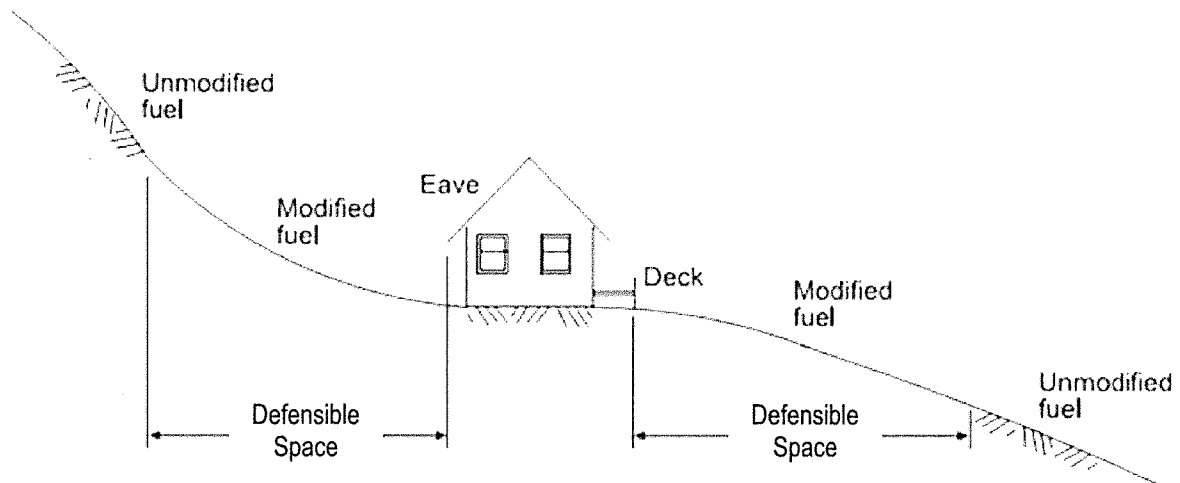 Unmodified
fuel
Eave
Modified
fuel
Deck
Modified
fuel
Unmodified
fuel
Defensible
Space
Defensible
Space